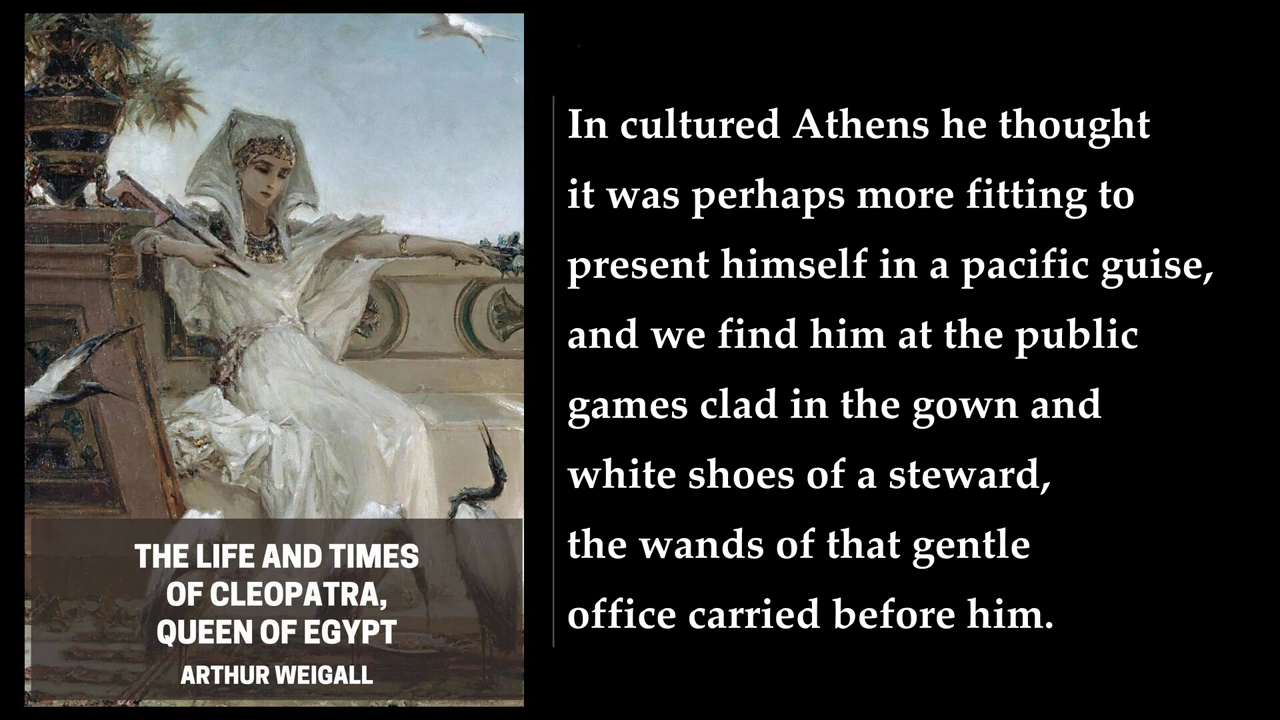 THE LIFE AND TIMES
OF CLEOPATRA,
QUEEN OF EGYPT
ARTHUR WEIGALL
In cultured Athens he thought
it was perhaps more fitting to
present himself in a pacific guise,
and we find him at the public
games clad in the gown and
white shoes of a steward,
the wands of that gentle
office carried before him.